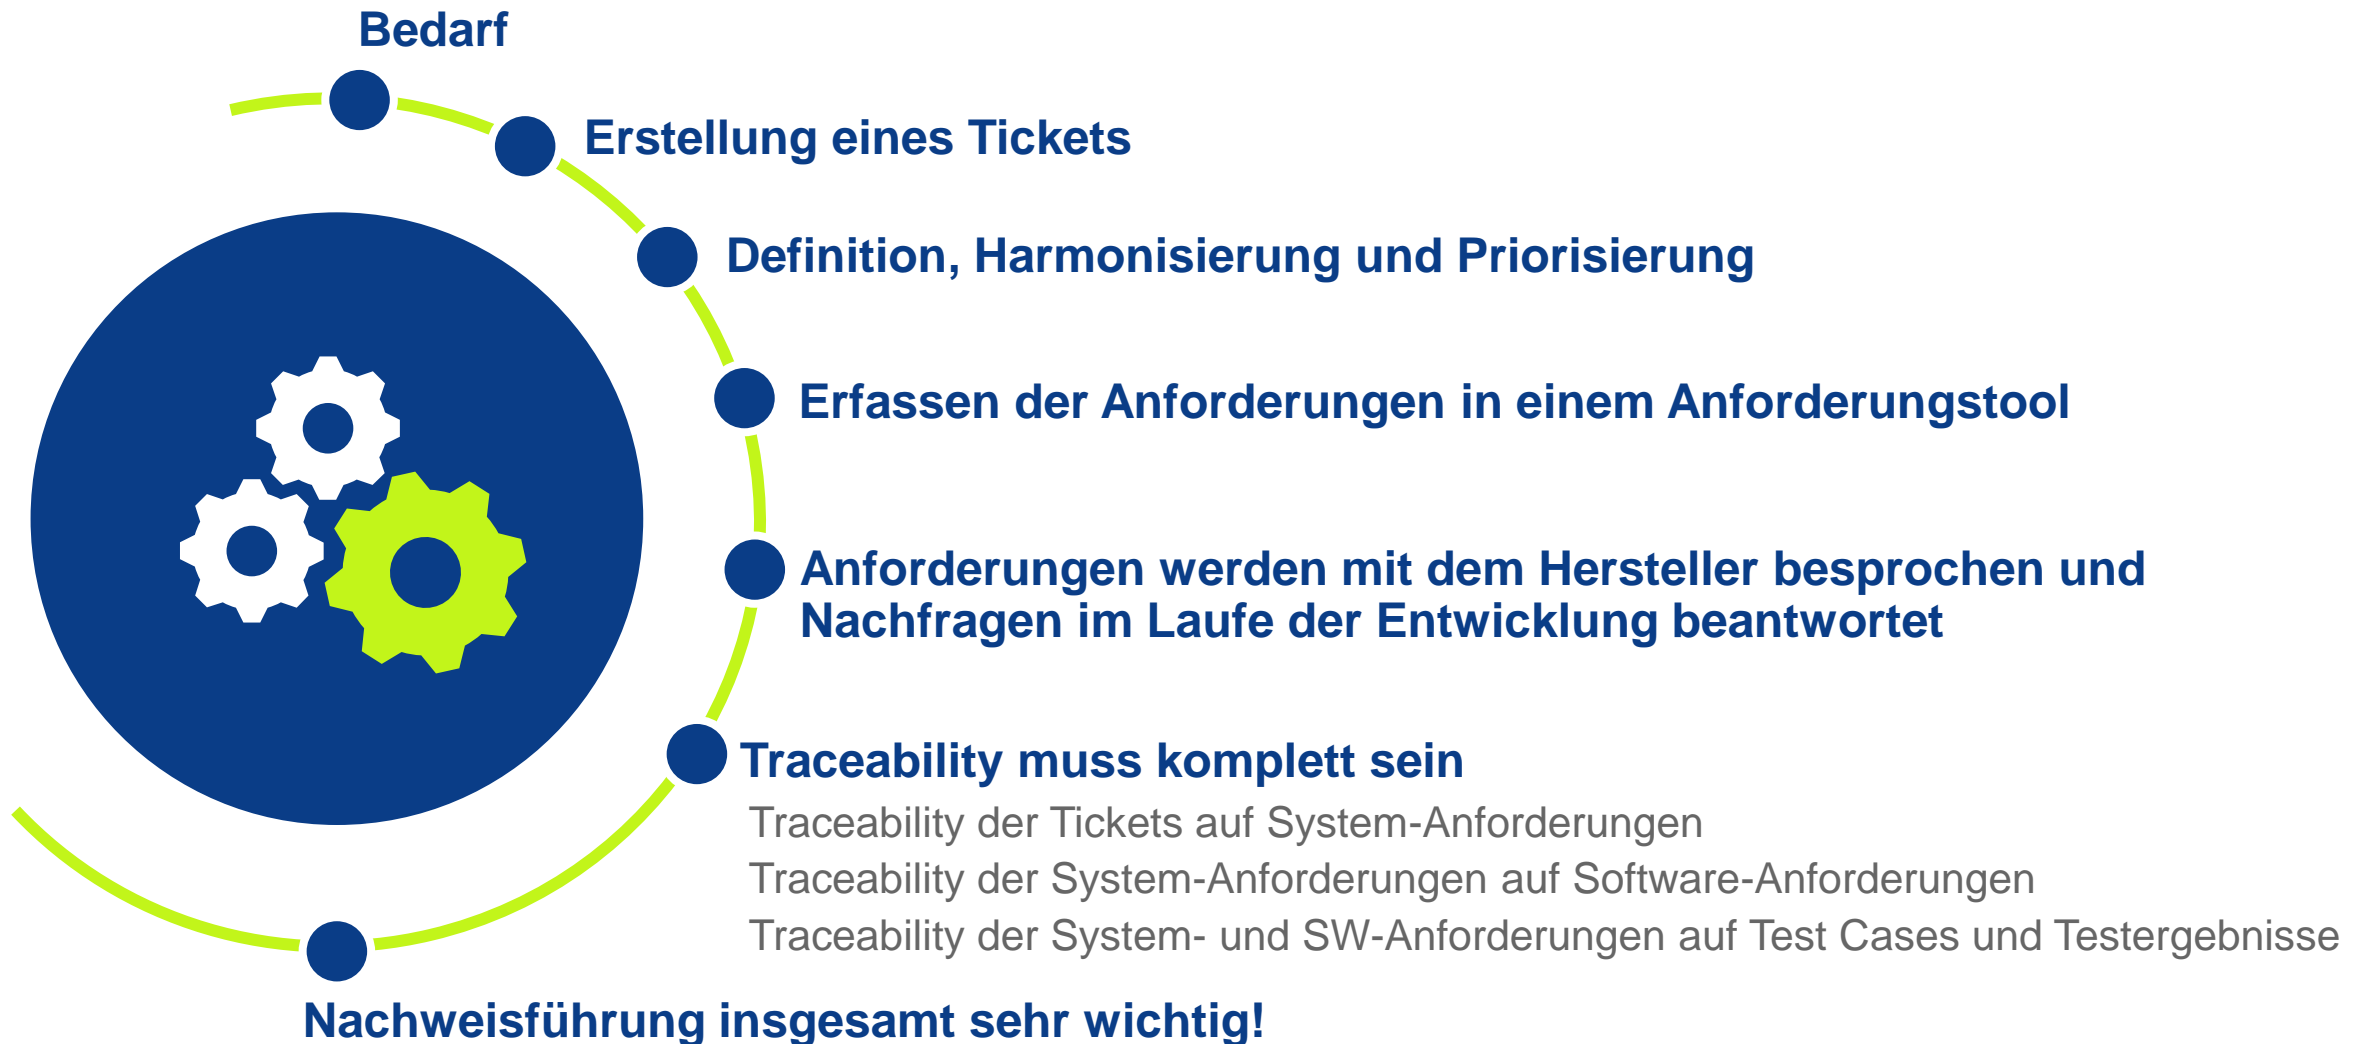 Bedarf
Erstellung eines Tickets
Definition, Harmonisierung und Priorisierung
Erfassen der Anforderungen in einem Anforderungstool
Anforderungen werden mit dem Hersteller besprochen und
Nachfragen im Laufe der Entwicklung beantwortet
Traceability muss komplett sein
Traceability der Tickets auf System-Anforderungen
Traceability der System-Anforderungen auf Software-Anforderungen
Traceability der System- und SW-Anforderungen auf Test Cases und Testergebnisse
Nachweisführung insgesamt sehr wichtig!